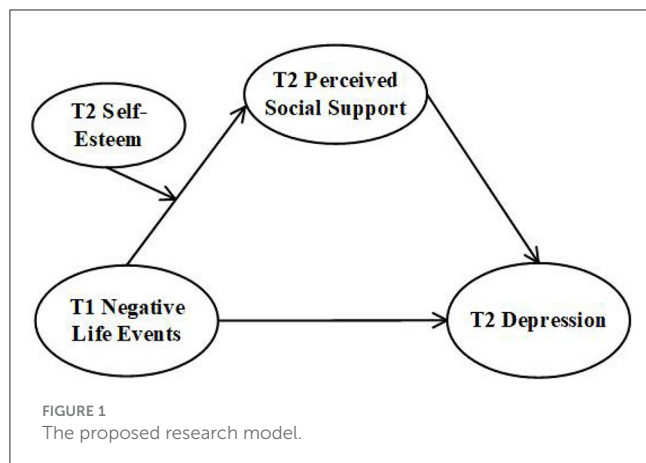 T2 Perceived
Social Support
T2 Self-
Esteem
T1 Negative
Life Events
T2 Depression
FIGURE 1
The proposed research model.